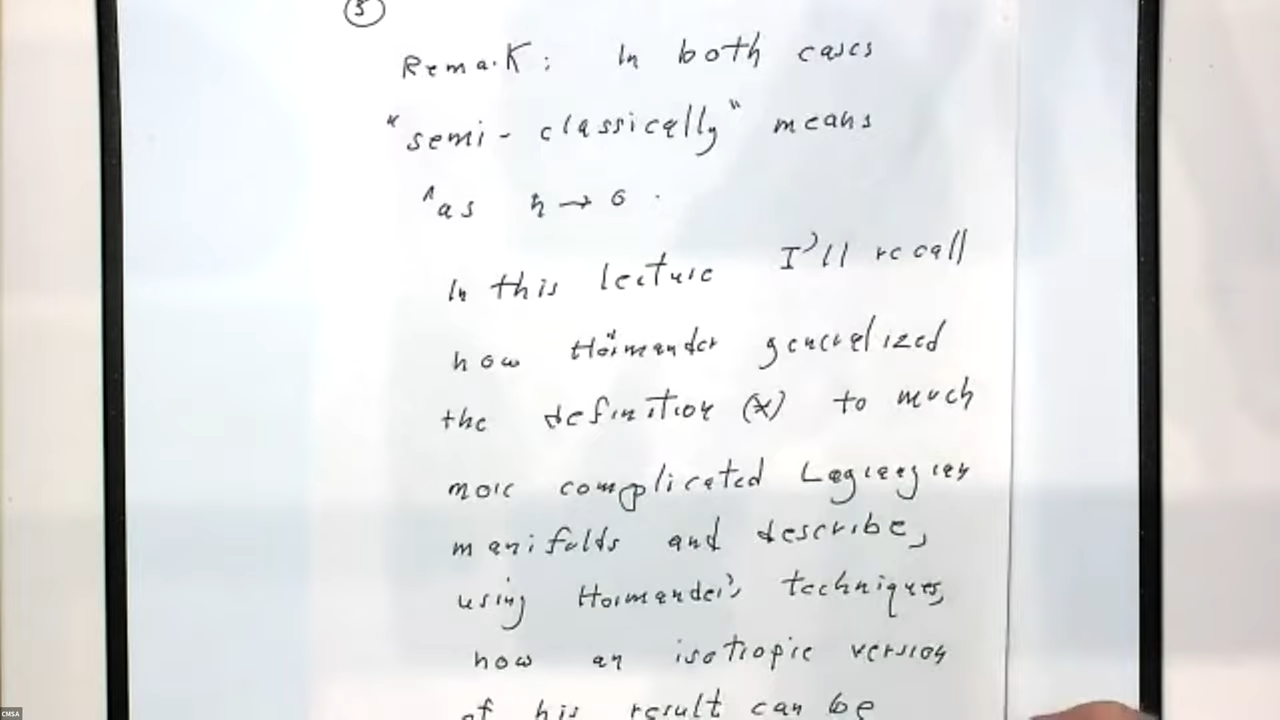 ③
Remark: In both cases
"semi-classically" means
"as ħ → 0.
In this lecture I'll recall
how Hörmander generalized
the definition (*) to much
more complicated Lagrangian
manifolds and describe,
using Hormander's techniques,
how an isotropic version
of his result can be
CMSA